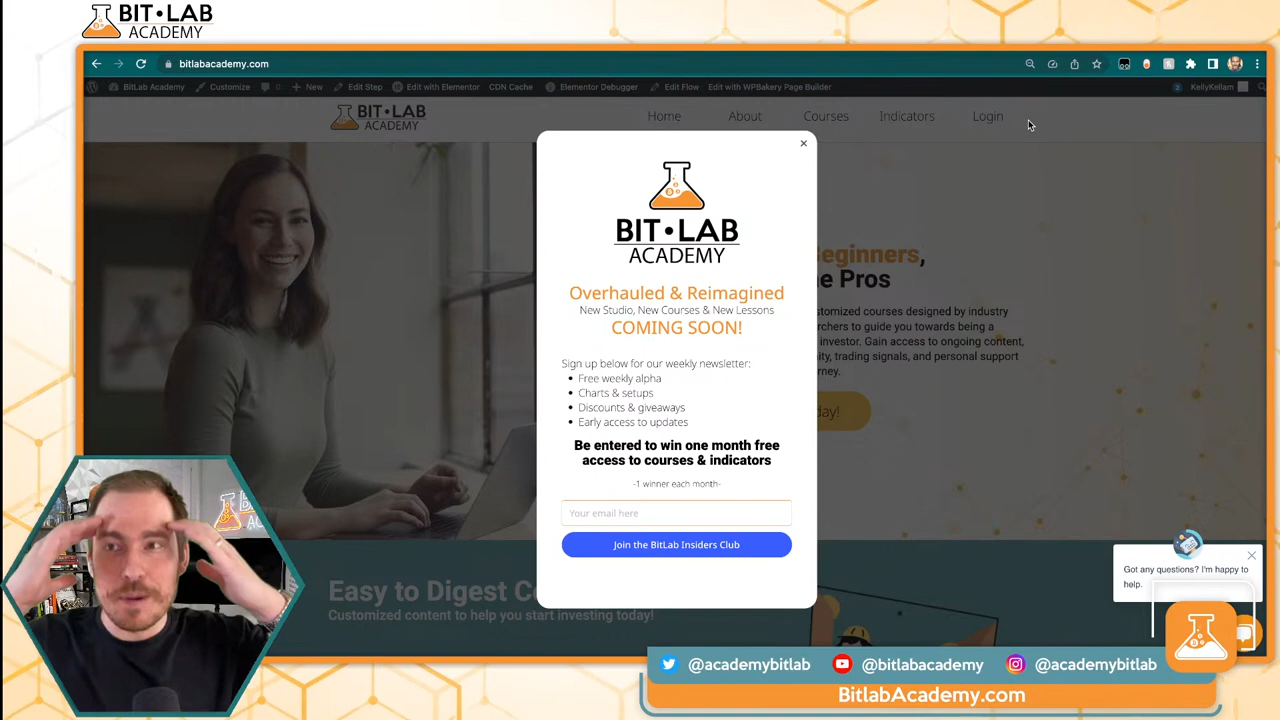 BIT•LAB
ACADEMY
bitlabacademy.com
BitLab Academy
Customize
0
New
Edit Step
Edit with Elementor
CDN Cache
Elementor Debugger
Edit Flow
Edit with WPBakery Page Builder
2
KellyKellam
BIT•LAB
ACADEMY
Home
About
Courses
Indicators
Login
BIT•LAB
ACADEMY
Overhauled & Reimagined
New Studio, New Courses & New Lessons
COMING SOON!
Sign up below for our weekly newsletter:
• Free weekly alpha
• Charts & setups
• Discounts & giveaways
• Early access to updates
Be entered to win one month free
access to courses & indicators
-1 winner each month-
Your email here
Join the BitLab Insiders Club
Beginners,
e Pros
stomized courses designed by industry
rchers to guide you towards being a
investor. Gain access to ongoing content,
ity, trading signals, and personal support
rney.
day!
Easy to Digest C
Customized content to help you start investing today!
Got any questions? I'm happy to
help.
@academybitlab
@bitlabacademy
@academybitlab
BitlabAcademy.com